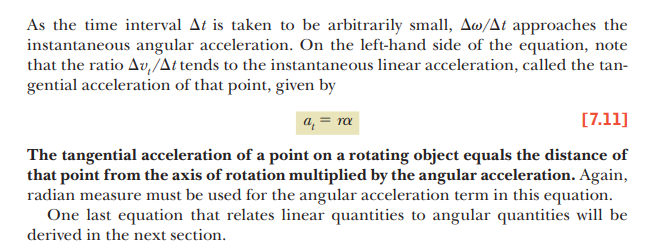 As the time interval Δt is taken to be arbitrarily small, Δω/Δt approaches the
instantaneous angular acceleration. On the left-hand side of the equation, note
that the ratio Δvₜ/Δt tends to the instantaneous linear acceleration, called the tan-
gential acceleration of that point, given by
aₜ = rα [7.11]
The tangential acceleration of a point on a rotating object equals the distance of
that point from the axis of rotation multiplied by the angular acceleration. Again,
radian measure must be used for the angular acceleration term in this equation.
One last equation that relates linear quantities to angular quantities will be
derived in the next section.